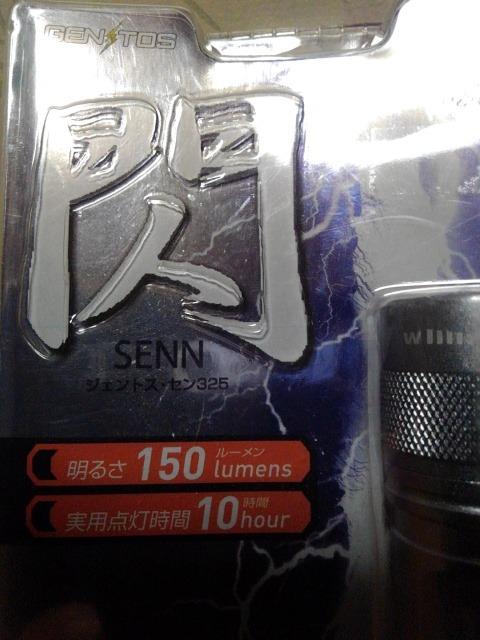 GENTOS
閃
SENN
ジェントス・セン325
明るさ 150 ルーメン lumens
実用点灯時間 10 時間 hour